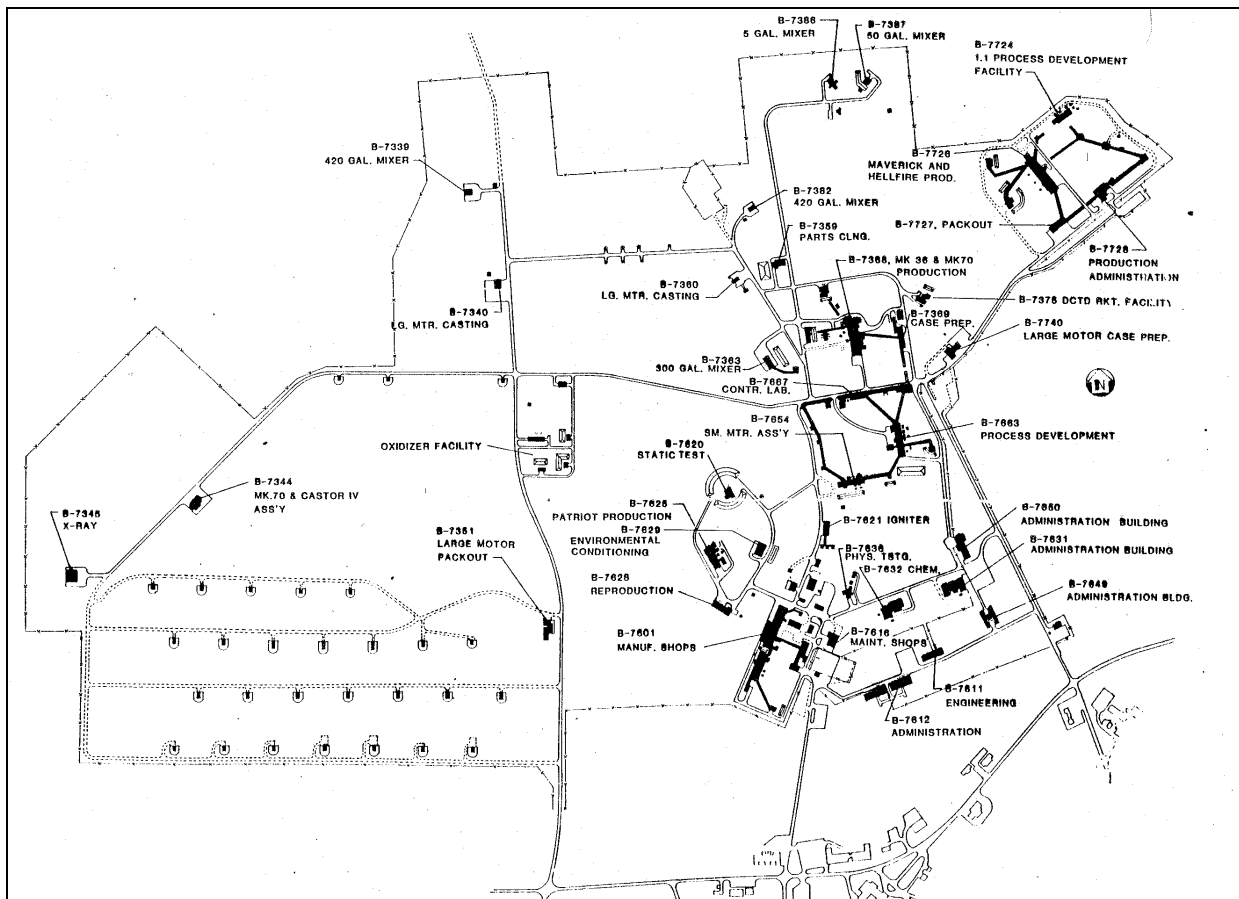 B-7386
5 GAL. MIXER
B-7387
50 GAL. MIXER
B-7724
1.1 PROCESS DEVELOPMENT
FACILITY
B-7339
420 GAL. MIXER
B-7726
MAVERICK AND
HELLFIRE PROD.
B-7382
420 GAL. MIXER
B-7727, PACKOUT
B-7359
PARTS CLNG.
B-7728
PRODUCTION
ADMINISTRATION
B-7368, MK 36 & MK70
PRODUCTION
B-7360
LG. MTR. CASTING
B-7376 DCTD RKT. FACILITY
B-7340
LG. MTR. CASTING
B-7369
CASE PREP.
B-7740
LARGE MOTOR CASE PREP.
B-7363
300 GAL. MIXER
B-7667
CONTR. LAB.
N
B-7654
SM. MTR. ASS'Y
B-7663
PROCESS DEVELOPMENT
OXIDIZER FACILITY
B-7620
STATIC TEST
B-7344
MK.70 & CASTOR IV
ASS'Y
B-7345
X-RAY
B-7625
PATRIOT PRODUCTION
B-7351
LARGE MOTOR
PACKOUT
B-7629
ENVIRONMENTAL
CONDITIONING
B-7621 IGNITER
B-7650
ADMINISTRATION BUILDING
B-7631
ADMINISTRATION BUILDING
B-7636
PHYS. TSTG.
B-7632 CHEM.
B-7628
REPRODUCTION
B-7649
ADMINISTRATION BLDG.
B-7601
MANUF. SHOPS
B-7616
MAINT. SHOPS
B-7611
ENGINEERING
B-7612
ADMINISTRATION